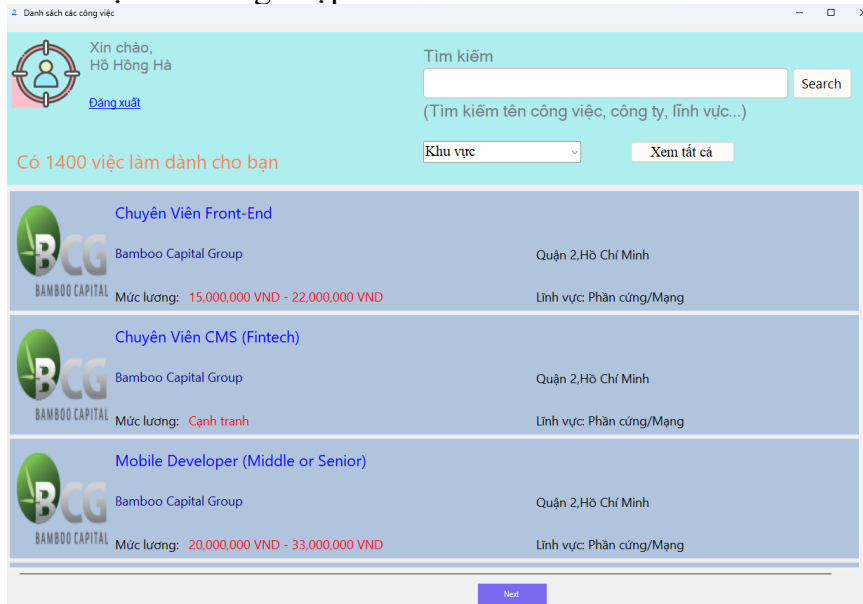 Danh sách các công việc
Xin chào,
Hồ Hồng Hà
Đăng xuất
Tìm kiếm
Search
(Tìm kiếm tên công việc, công ty, lĩnh vực...)
Khu vực
Xem tất cả
Có 1400 việc làm dành cho bạn
Chuyên Viên Front-End
BCG
BAMBOO CAPITAL
Bamboo Capital Group
Quận 2,Hồ Chí Minh
Mức lương: 15,000,000 VND - 22,000,000 VND
Lĩnh vực: Phần cứng/Mạng
Chuyên Viên CMS (Fintech)
BCG
BAMBOO CAPITAL
Bamboo Capital Group
Quận 2,Hồ Chí Minh
Mức lương: Cạnh tranh
Lĩnh vực: Phần cứng/Mạng
Mobile Developer (Middle or Senior)
BCG
BAMBOO CAPITAL
Bamboo Capital Group
Quận 2,Hồ Chí Minh
Mức lương: 20,000,000 VND - 33,000,000 VND
Lĩnh vực: Phần cứng/Mạng
Next